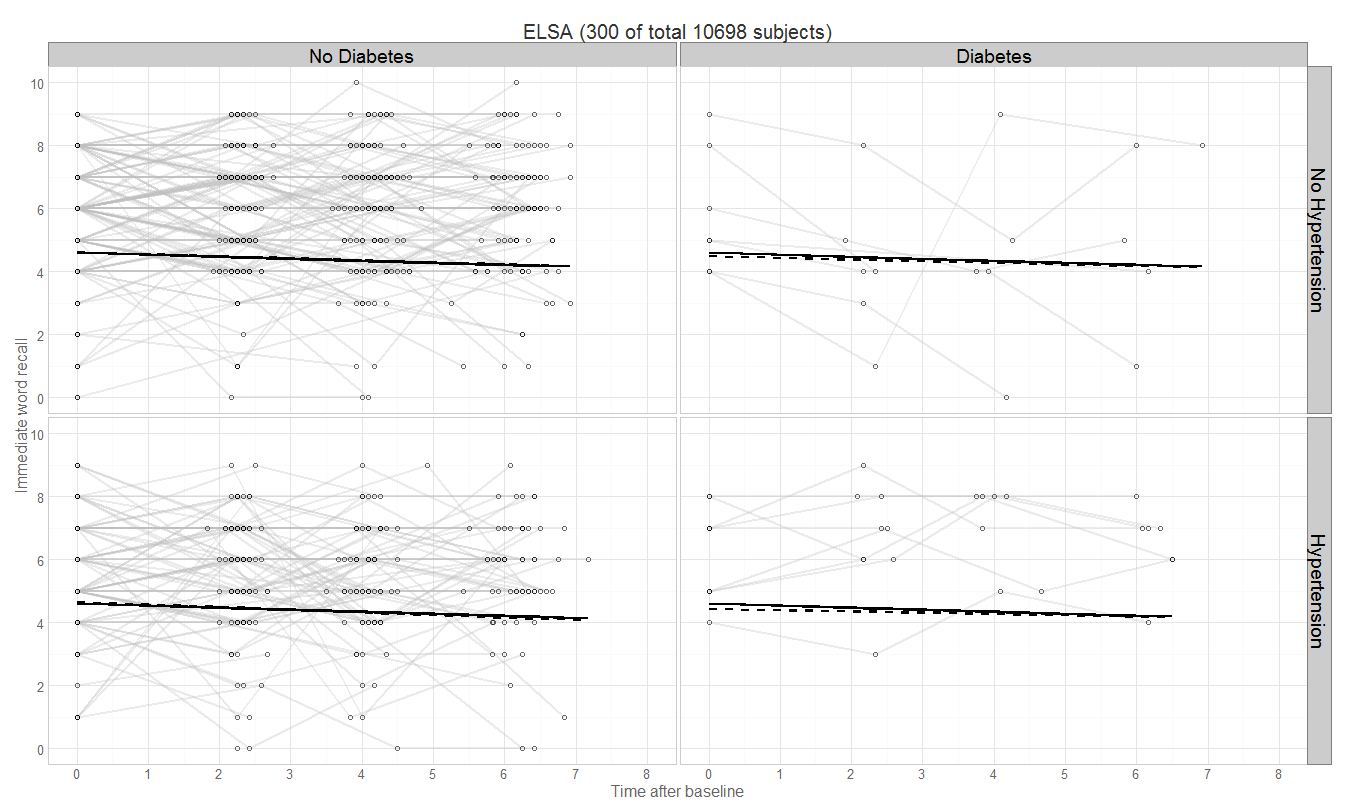 ELSA (300 of total 10698 subjects)
No Diabetes
Diabetes
10
8
6
4
2
0
No Hypertension
Immediate word recall
10
8
6
4
2
0
Hypertension
0 1 2 3 4 5 6 7 8
0 1 2 3 4 5 6 7 8
Time after baseline